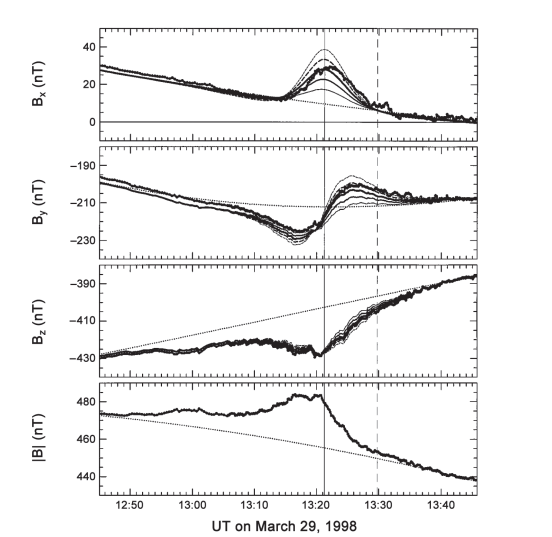 40
20
0
Bx (nT)
−190
−210
−230
By (nT)
−390
−410
−430
Bz (nT)
480
460
440
|B| (nT)
12:50 13:00 13:10 13:20 13:30 13:40
UT on March 29, 1998